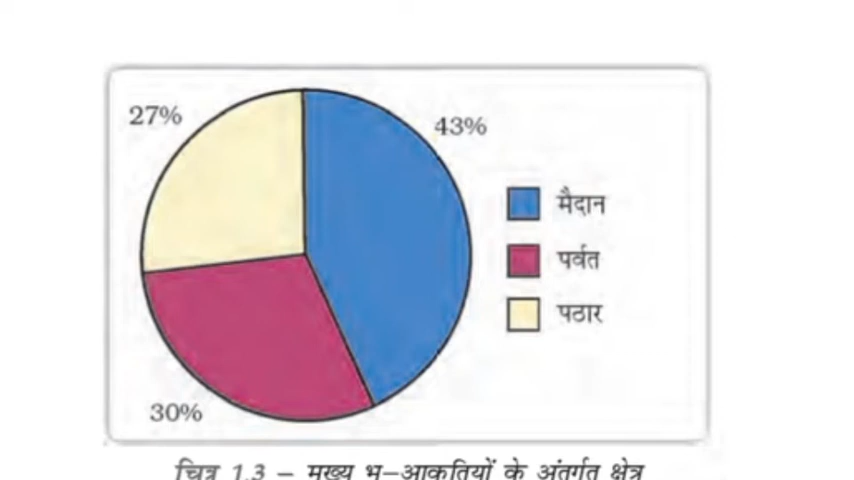 27%
43%
मैदान
पर्वत
पठार
30%
चित्र 1.3 – मुख्य भू–आकृतियों के अंतर्गत क्षेत्र